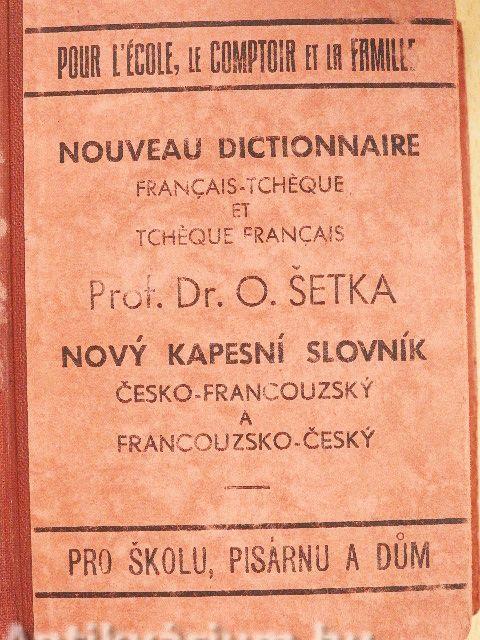 POUR L'ÉCOLE, LE COMPTOIR ET LA FAMILLE
NOUVEAU DICTIONNAIRE
FRANÇAIS-TCHÈQUE
ET
TCHÈQUE FRANÇAIS
Prof. Dr. O. ŠETKA
NOVÝ KAPESNÍ SLOVNÍK
ČESKO-FRANCOUZSKÝ
A
FRANCOUZSKO-ČESKÝ
PRO ŠKOLU, PISÁRNU A DŮM